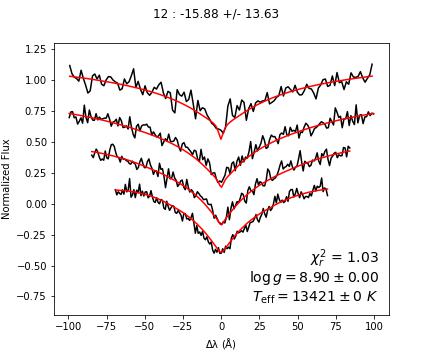 12 : -15.88 +/- 13.63
1.25
1.00
0.75
0.50
0.25
0.00
−0.25
−0.50
−0.75
Normalized Flux
χ²ᵣ = 1.03
log g = 8.90 ± 0.00
T_eff = 13421 ± 0 K
−100 −75 −50 −25 0 25 50 75 100
Δλ (Å)